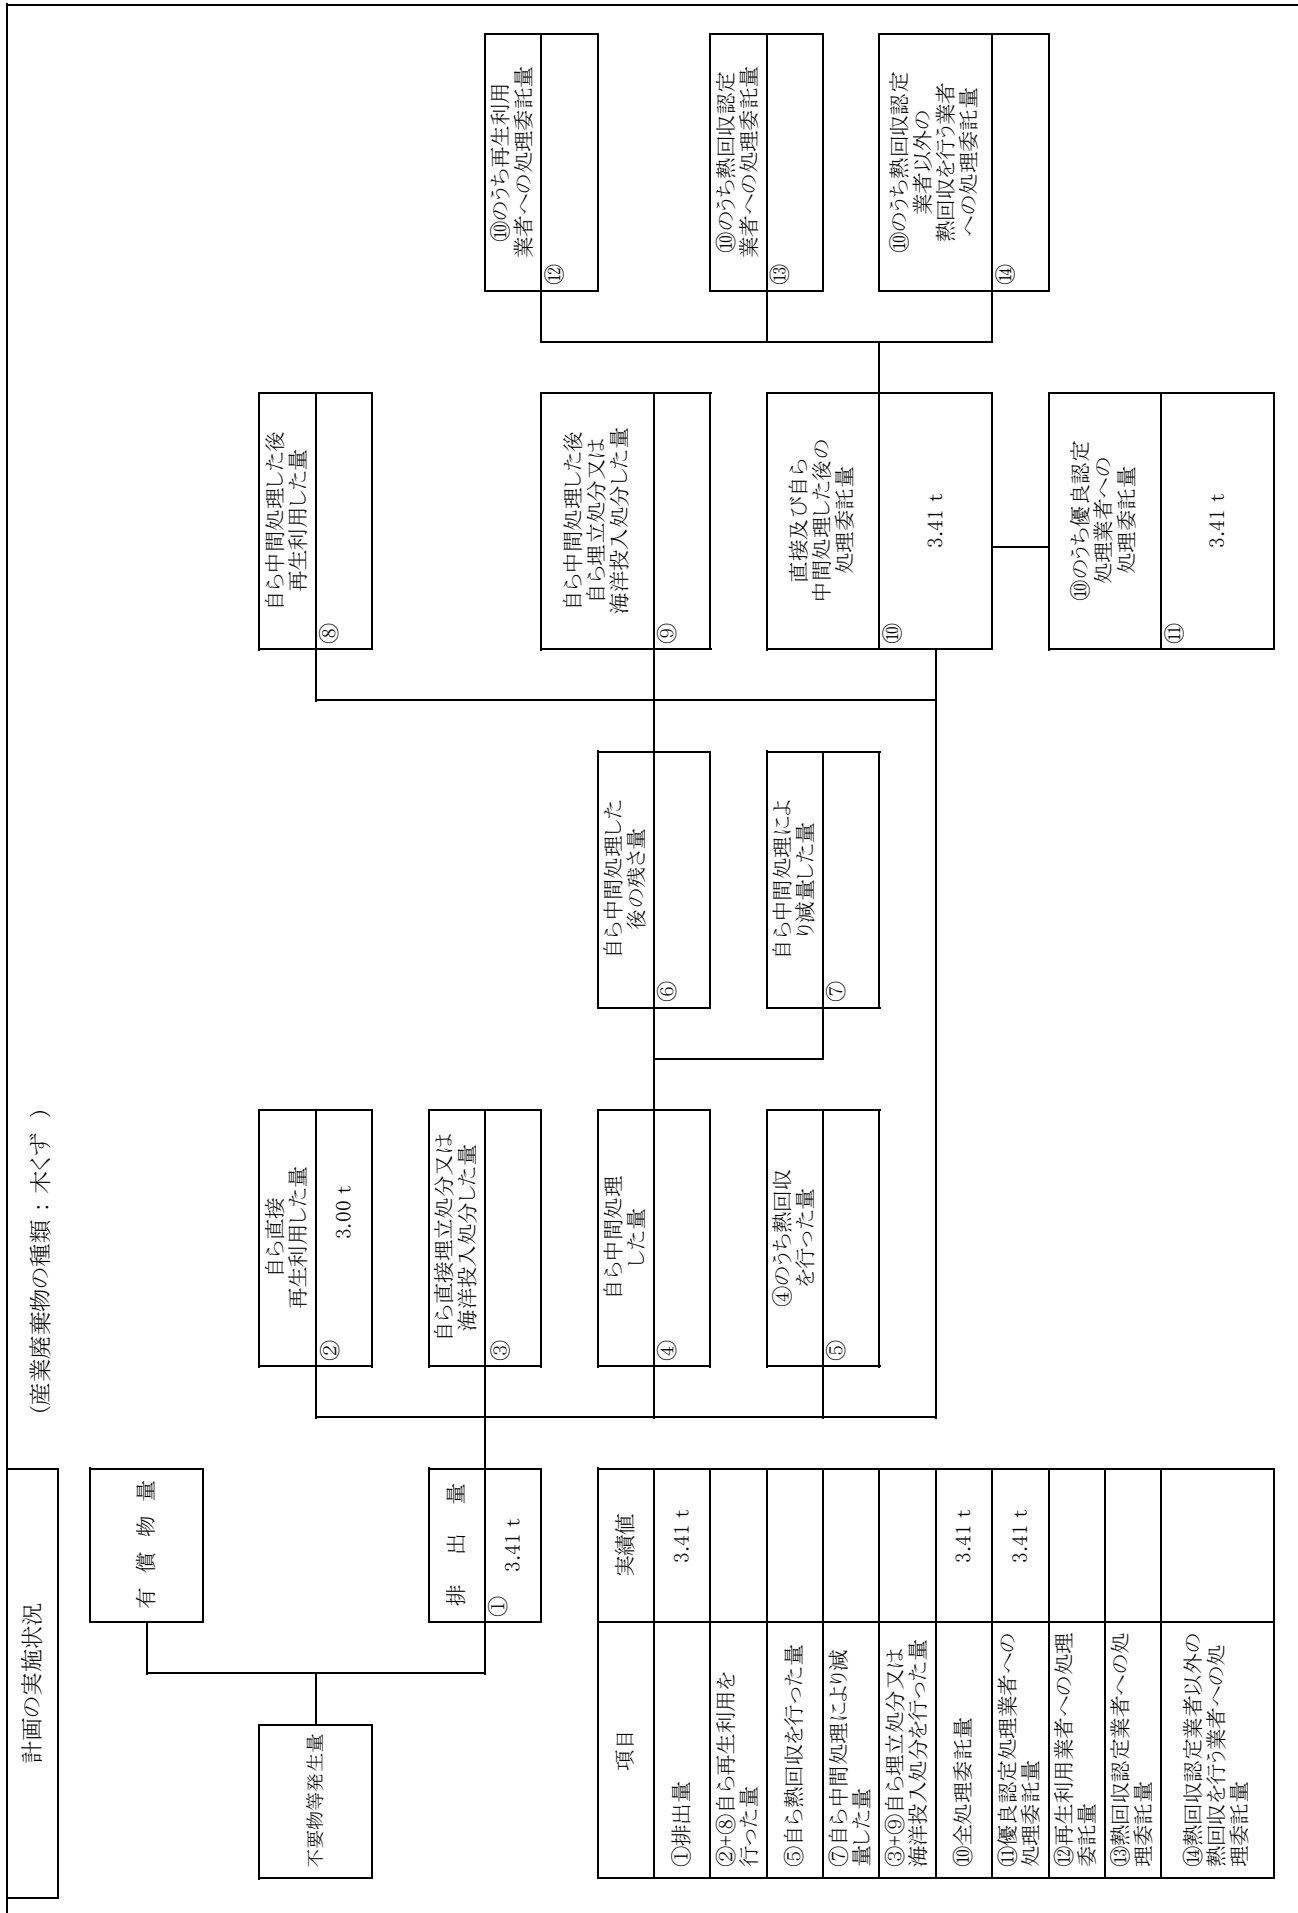 計画の実施状況
(産業廃棄物の種類：木くず )
不要物等発生量
有 償 物 量
排 出 量
①
3.41 t
自ら直接
再生利用した量
②
3.00 t
自ら直接埋立処分又は
海洋投入処分した量
③
自ら中間処理
した量
④
④のうち熱回収
を行った量
⑤
自ら中間処理した
後の残さ量
⑥
自ら中間処理によ
り減量した量
⑦
自ら中間処理した後
再生利用した量
⑧
自ら中間処理した後
自ら埋立処分又は
海洋投入処分した量
⑨
直接及び自ら
中間処理した後の
処理委託量
⑩
3.41 t
⑩のうち優良認定
処理業者への
処理委託量
⑪
3.41 t
⑩のうち再生利用
業者への処理委託量
⑫
⑩のうち熱回収認定
業者への処理委託量
⑬
⑩のうち熱回収認定
業者以外の
熱回収を行う業者
への処理委託量
⑭
項目 実績値
①排出量 3.41 t
②+⑧自ら再生利用を
行った量
⑤自ら熱回収を行った量
⑦自ら中間処理により減
量した量
③+⑨自ら埋立処分又は
海洋投入処分を行った量
⑩全処理委託量 3.41 t
⑪優良認定処理業者への
処理委託量 3.41 t
⑫再生利用業者への処理
委託量
⑬熱回収認定業者への処
理委託量
⑭熱回収認定業者以外の
熱回収を行う業者への処
理委託量